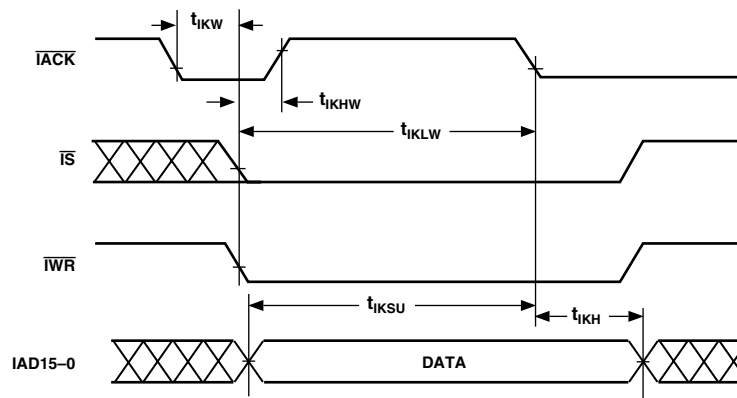 tIKW
IACK
tIKHW
tIKLW
IS
IWR
tIKSU
tIKH
IAD15–0
DATA